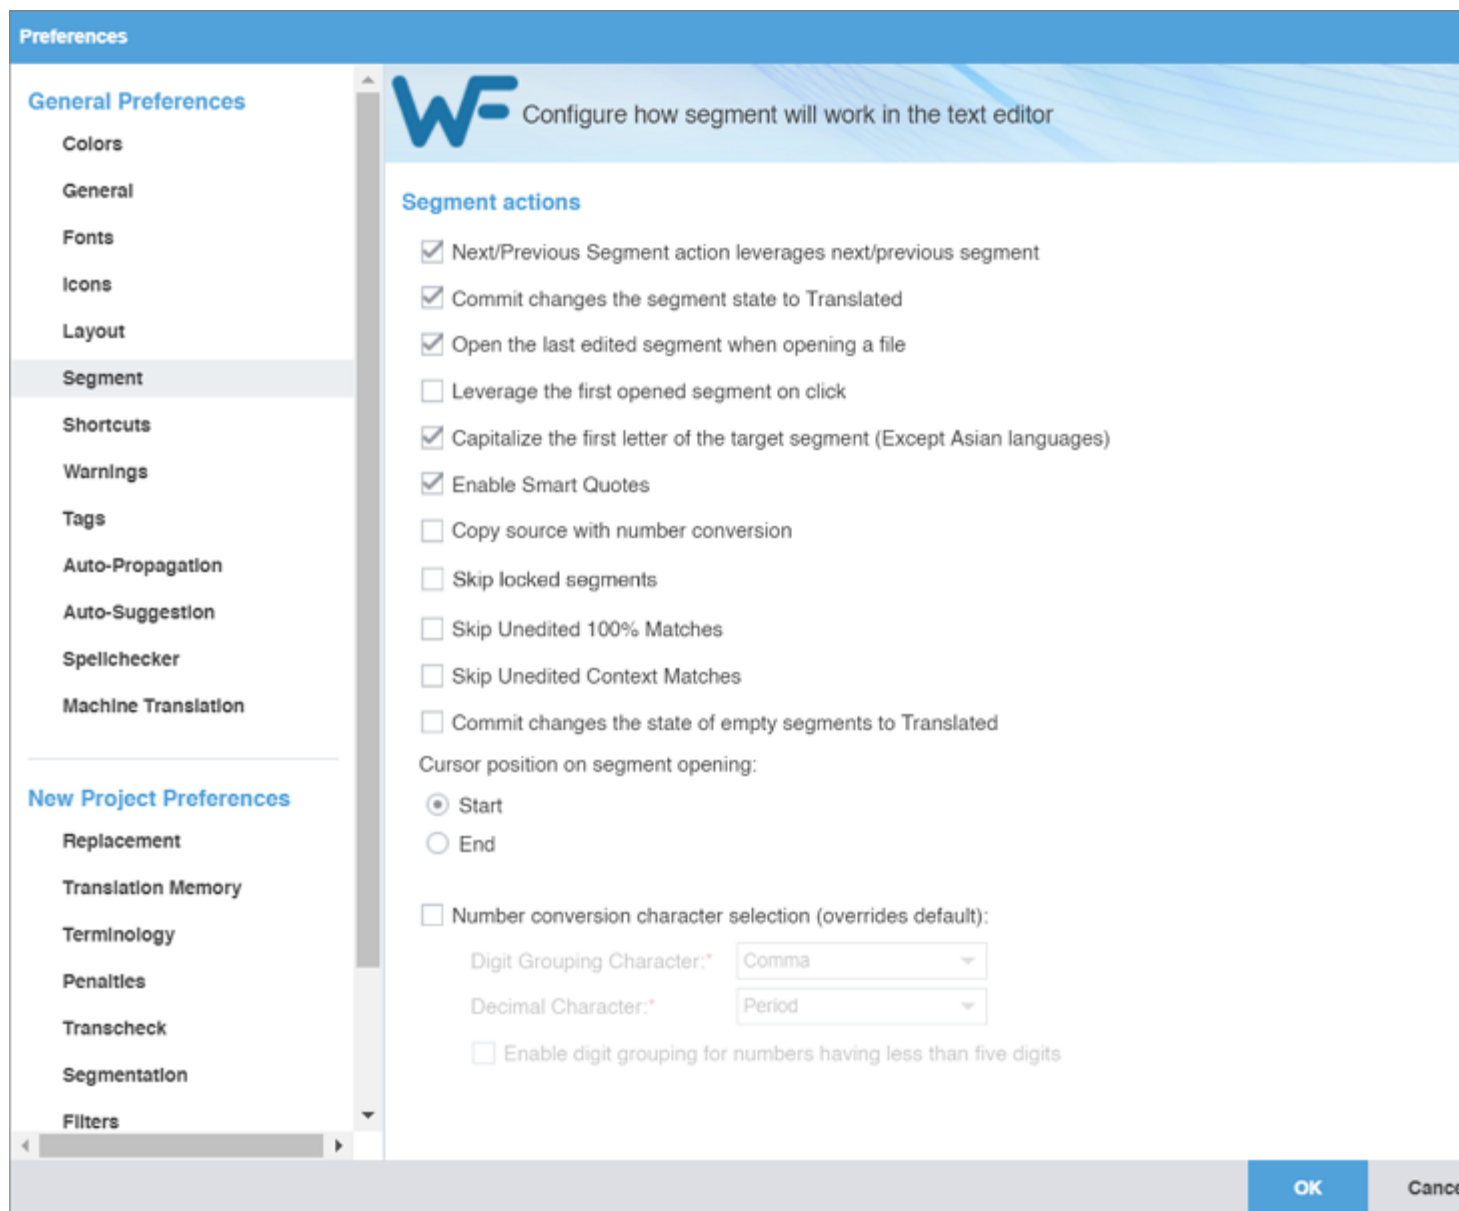 Preferences
General Preferences
Colors
General
Fonts
Icons
Layout
Segment
Shortcuts
Warnings
Tags
Auto-Propagation
Auto-Suggestion
Spellchecker
Machine Translation
New Project Preferences
Replacement
Translation Memory
Terminology
Penalties
Transcheck
Segmentation
Filters
WF Configure how segment will work in the text editor
Segment actions
Next/Previous Segment action leverages next/previous segment
Commit changes the segment state to Translated
Open the last edited segment when opening a file
Leverage the first opened segment on click
Capitalize the first letter of the target segment (Except Asian languages)
Enable Smart Quotes
Copy source with number conversion
Skip locked segments
Skip Unedited 100% Matches
Skip Unedited Context Matches
Commit changes the state of empty segments to Translated
Cursor position on segment opening:
Start
End
Number conversion character selection (overrides default):
Digit Grouping Character:* Comma
Decimal Character:* Period
Enable digit grouping for numbers having less than five digits
OK Cance